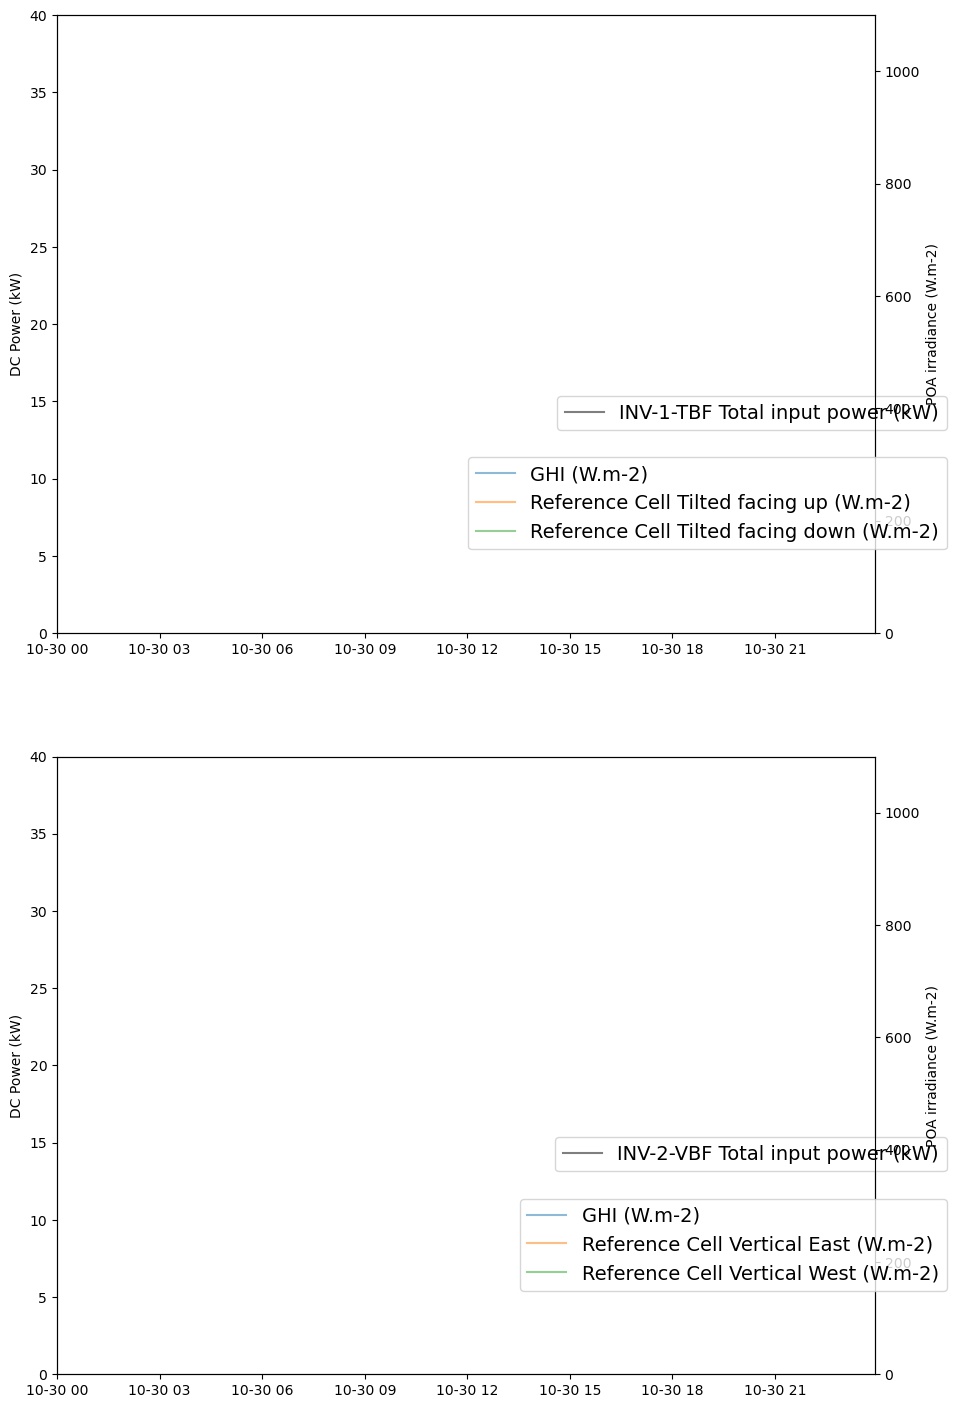 40
35
30
25
20
15
10
5
0
DC Power (kW)
1000
800
600
400
200
0
POA irradiance (W.m-2)
INV-1-TBF Total input power (kW)
GHI (W.m-2)
Reference Cell Tilted facing up (W.m-2)
Reference Cell Tilted facing down (W.m-2)
10-30 00 10-30 03 10-30 06 10-30 09 10-30 12 10-30 15 10-30 18 10-30 21
40
35
30
25
20
15
10
5
0
DC Power (kW)
1000
800
600
400
200
0
POA irradiance (W.m-2)
INV-2-VBF Total input power (kW)
GHI (W.m-2)
Reference Cell Vertical East (W.m-2)
Reference Cell Vertical West (W.m-2)
10-30 00 10-30 03 10-30 06 10-30 09 10-30 12 10-30 15 10-30 18 10-30 21